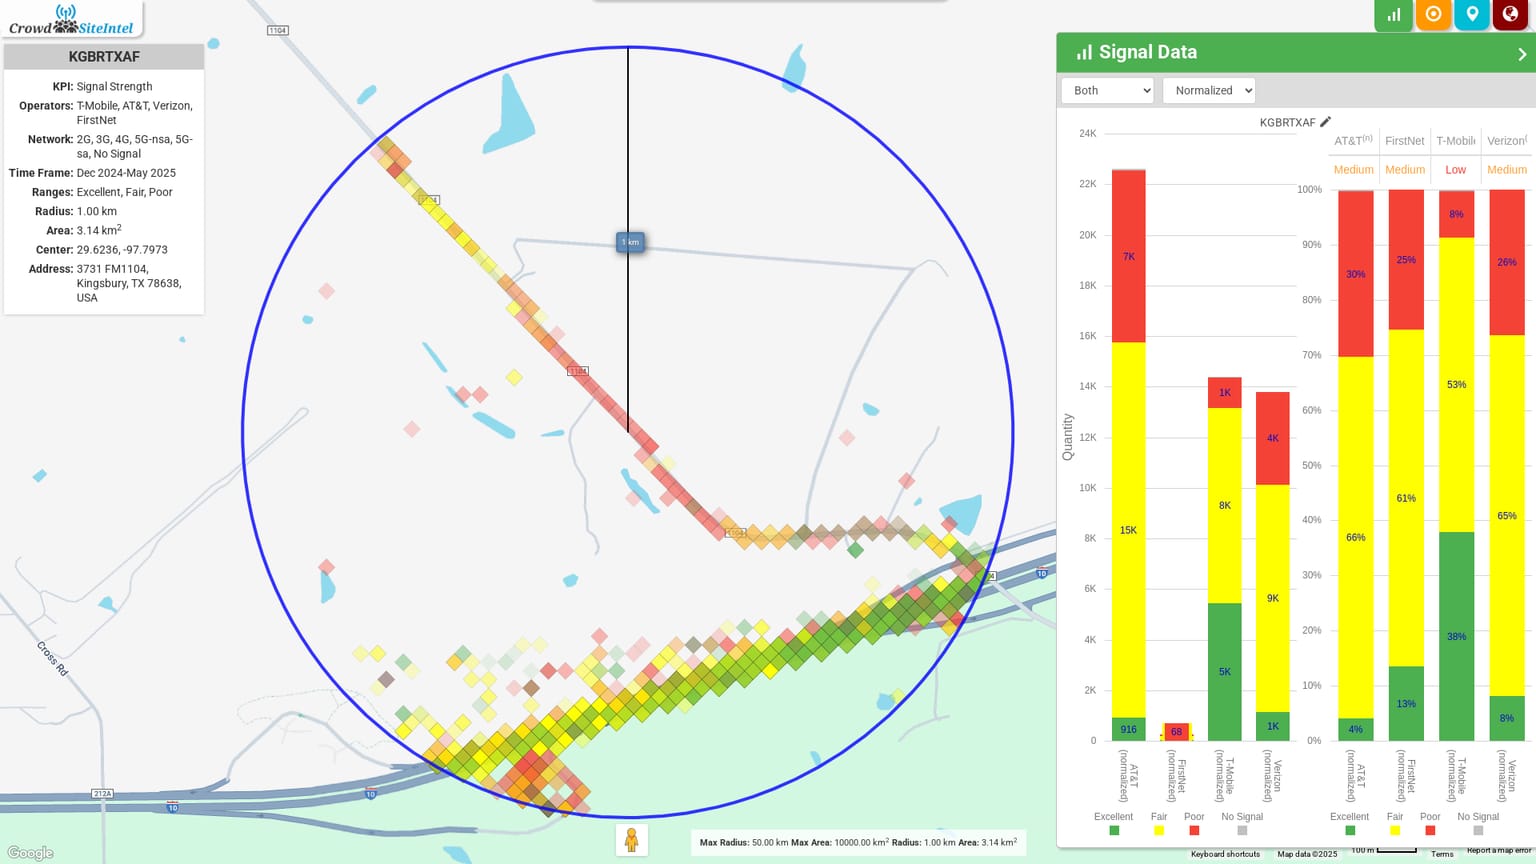 Crowd SiteIntel
KGBRTXAF
KPI: Signal Strength
Operators: T-Mobile, AT&T, Verizon,
FirstNet
Network: 2G, 3G, 4G, 5G-nsa, 5G-
sa, No Signal
Time Frame: Dec 2024-May 2025
Ranges: Excellent, Fair, Poor
Radius: 1.00 km
Area: 3.14 km²
Center: 29.6236, -97.7973
Address: 3731 FM1104,
Kingsbury, TX 78638,
USA
1104
1104
1 km
1104
1104
10
Cross Rd
212A
10
10
Google
Max Radius: 50.00 km Max Area: 10000.00 km² Radius: 1.00 km Area: 3.14 km²
Signal Data
Both
Normalized
KGBRTXAF
Quantity
24K
22K
20K
18K
16K
14K
12K
10K
8K
6K
4K
2K
0
7K
15K
916
68
1K
8K
5K
4K
9K
1K
AT&T (normalized)
FirstNet (normalized)
T-Mobile (normalized)
Verizon (normalized)
Excellent Fair Poor No Signal
AT&T(n) FirstNet T-Mobile Verizon(
Medium Medium Low Medium
100%
90%
80%
70%
60%
50%
40%
30%
20%
10%
0%
30%
66%
4%
25%
61%
13%
8%
53%
38%
26%
65%
8%
AT&T (normalized)
FirstNet (normalized)
T-Mobile (normalized)
Verizon (normalized)
Excellent Fair Poor No Signal
Keyboard shortcuts Map data ©2025 100 m Terms Report a map error